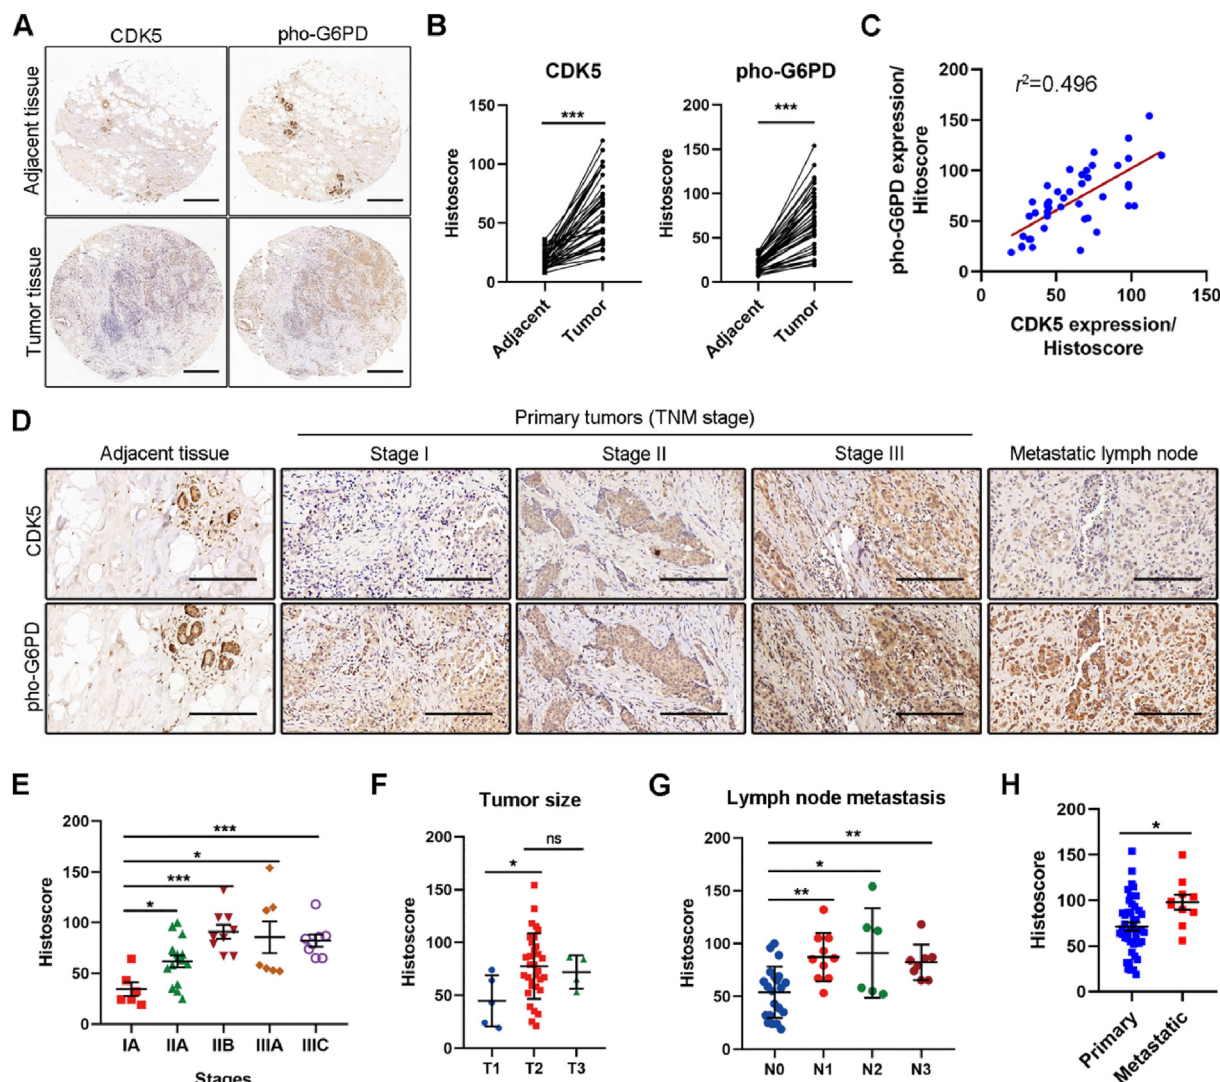 A
CDK5
pho-G6PD
Adjacent tissue
Tumor tissue
B
CDK5
pho-G6PD
***
***
Histoscore
150
100
50
0
Adjacent
Tumor
Histoscore
200
150
100
50
0
Adjacent
Tumor
C
r²=0.496
pho-G6PD expression/
Hitoscore
200
150
100
50
0
0
50
100
150
CDK5 expression/
Histoscore
D
Primary tumors (TNM stage)
Adjacent tissue
Stage I
Stage II
Stage III
Metastatic lymph node
CDK5
pho-G6PD
E
Histoscore
200
150
100
50
0
***
*
***
*
IA
IIA
IIB
IIIA
IIIC
Stages
F
Tumor size
Histoscore
200
150
100
50
0
ns
*
T1
T2
T3
G
Lymph node metastasis
Histoscore
200
150
100
50
0
**
*
**
N0
N1
N2
N3
H
Histoscore
200
150
100
50
0
*
Primary
Metastatic